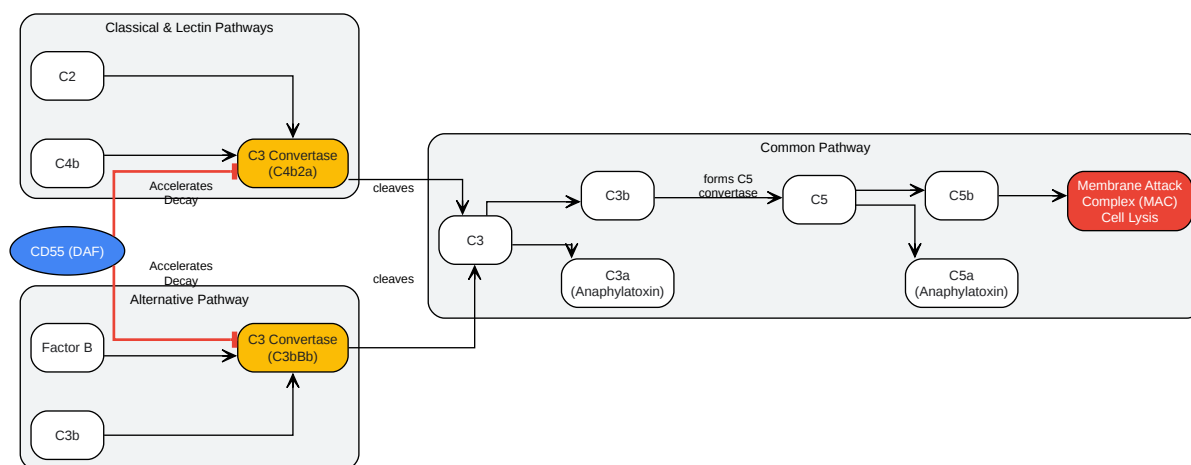 Classical & Lectin Pathways
C2
C4b
C3 Convertase
(C4b2a)
Accelerates
Decay
cleaves
CD55 (DAF)
Accelerates
Decay
cleaves
Alternative Pathway
Factor B
C3 Convertase
(C3bBb)
C3b
Common Pathway
C3
C3b
forms C5
convertase
C5
C5b
Membrane Attack
Complex (MAC)
Cell Lysis
C3a
(Anaphylatoxin)
C5a
(Anaphylatoxin)